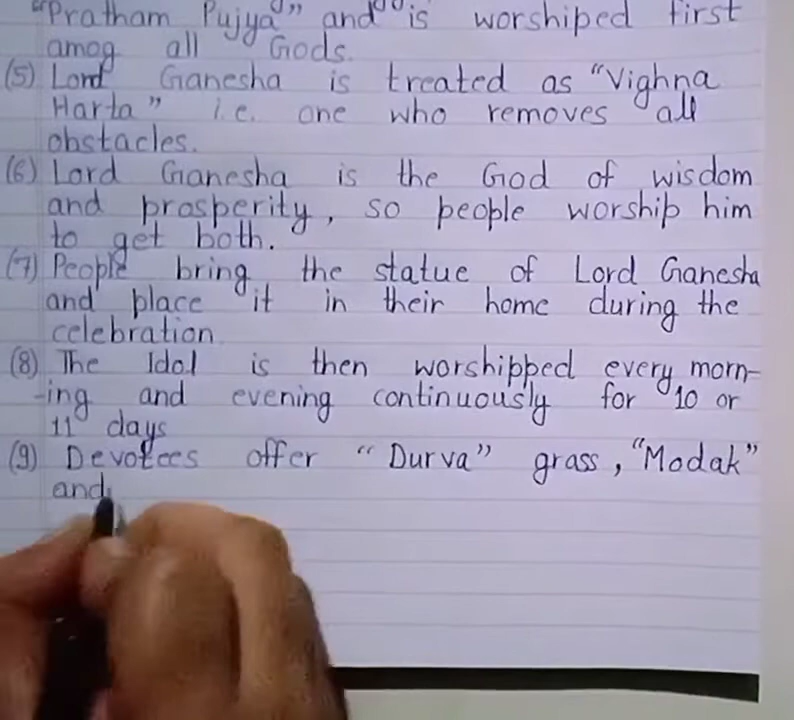 "Pratham Pujya" and is worshiped first
amog all Gods.
(5) Lord Ganesha is treated as "Vighna
Harta" i.e. one who removes all
obstacles.
(6) Lord Ganesha is the God of wisdom
and prosperity, so people worship him
to get both.
(7) People bring the statue of Lord Ganesha
and place it in their home during the
celebration
(8) The Idol is then worshipped every morn-
-ing and evening continuously for 10 or
11 days
(9) Devotees offer "Durva" grass, "Modak"
and